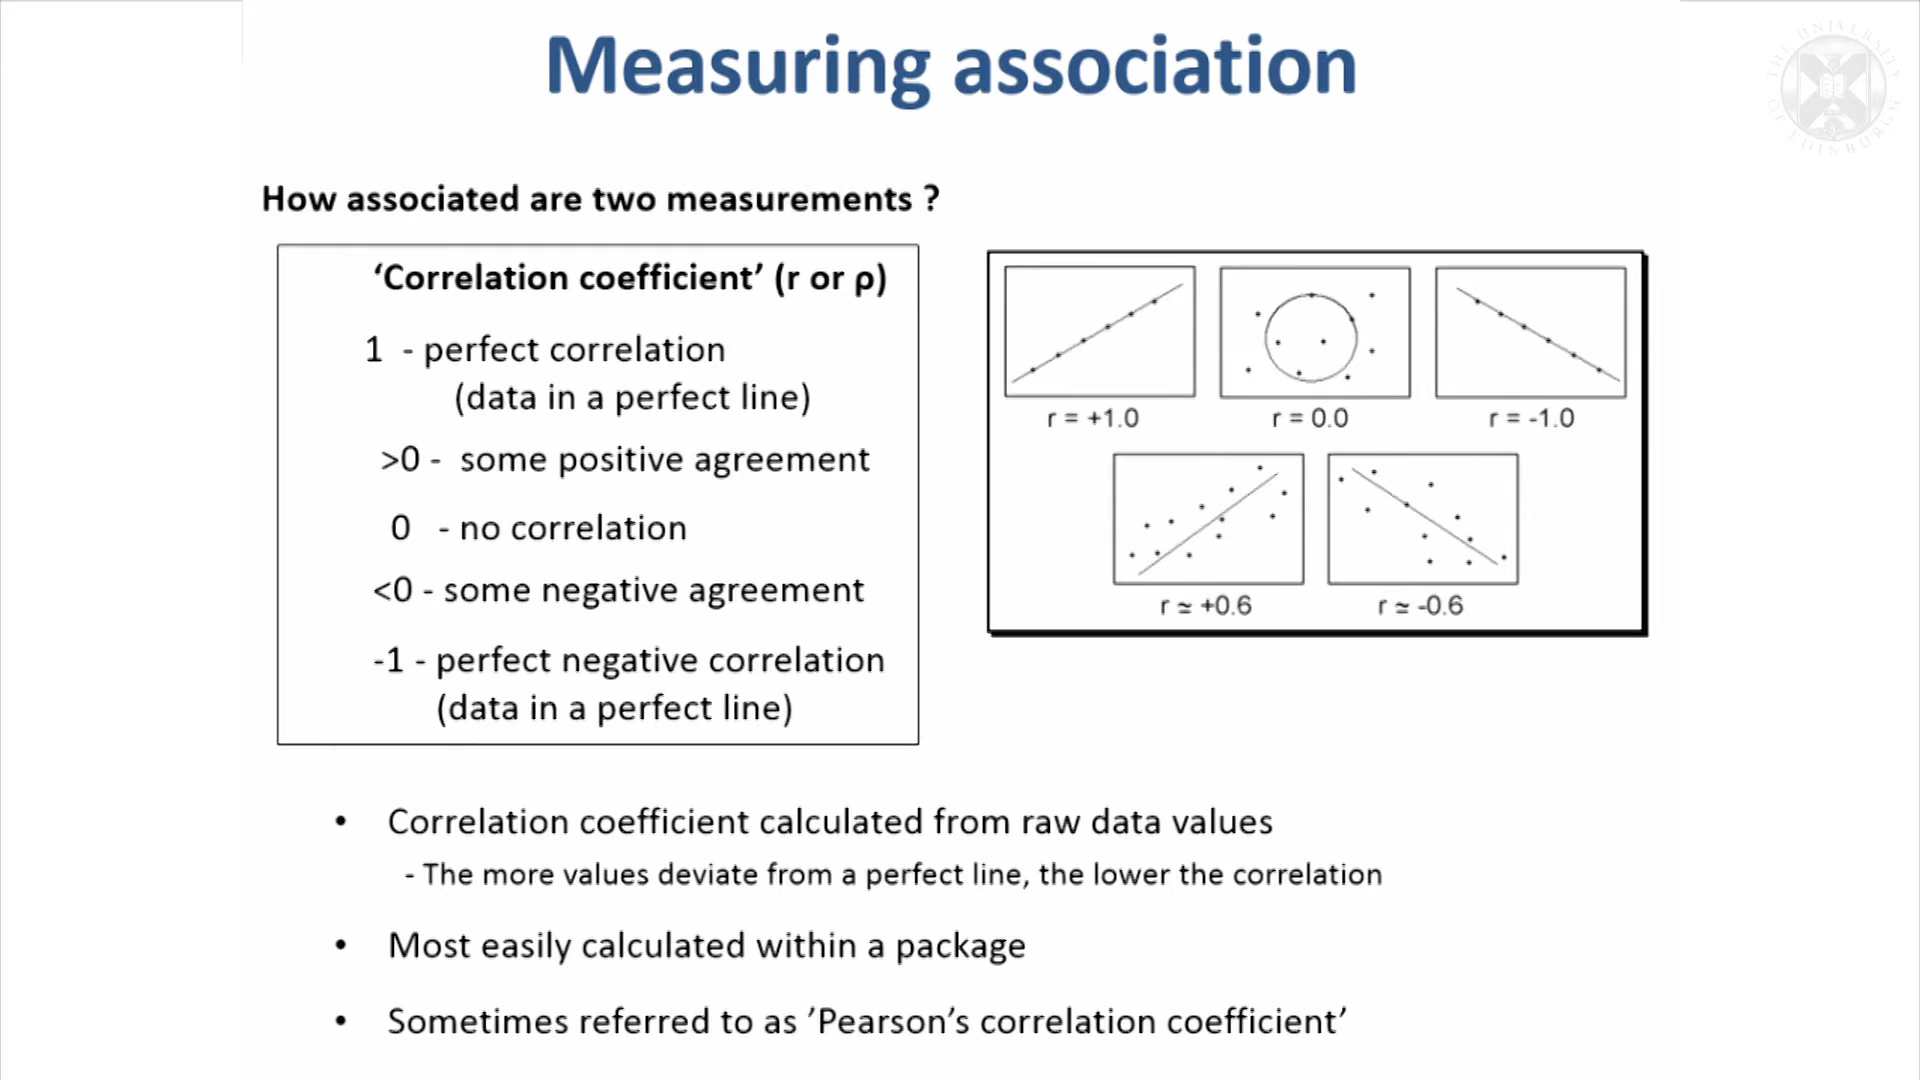 Measuring association
THE UNIVERSITY OF EDINBURGH
How associated are two measurements ?
‘Correlation coefficient’ (r or ρ)
1 - perfect correlation
(data in a perfect line)
>0 - some positive agreement
0 - no correlation
<0 - some negative agreement
-1 - perfect negative correlation
(data in a perfect line)
r = +1.0
r = 0.0
r = -1.0
r ≃ +0.6
r ≃ -0.6
• Correlation coefficient calculated from raw data values
- The more values deviate from a perfect line, the lower the correlation
• Most easily calculated within a package
• Sometimes referred to as ’Pearson’s correlation coefficient’